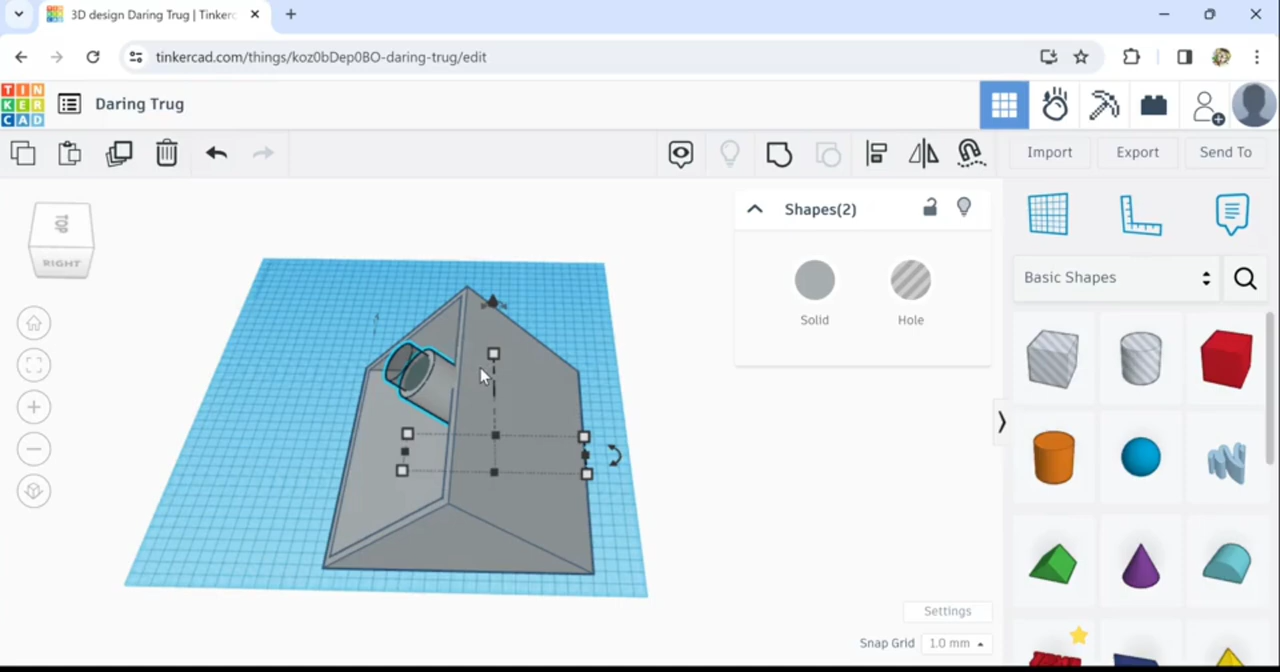 3D design Daring Trug | Tinkerc
tinkercad.com/things/koz0bDep0BO-daring-trug/edit
TIN
KER
CAD
Daring Trug
Import
Export
Send To
TOP
RIGHT
Shapes(2)
Solid
Hole
Basic Shapes
Settings
Snap Grid
1.0 mm